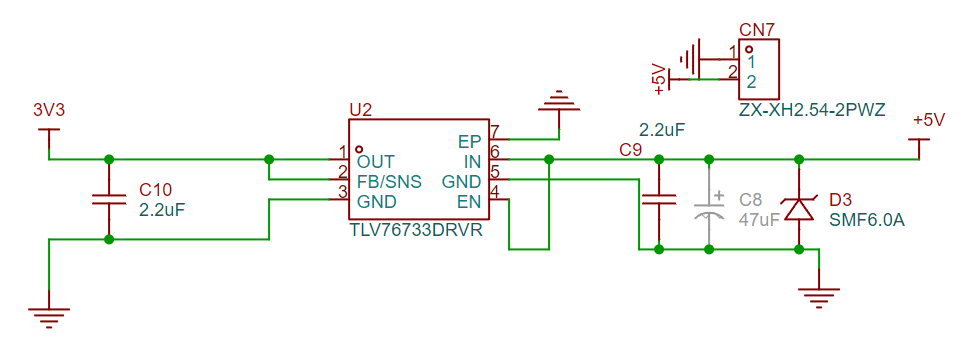 CN7
1
1
2
2
+5V
ZX-XH2.54-2PWZ
3V3
U2
+5V
2.2uF
C9
7
EP
1
OUT
6
IN
2
FB/SNS
5
GND
3
GND
4
EN
TLV76733DRVR
C10
2.2uF
+
C8
47uF
D3
SMF6.0A